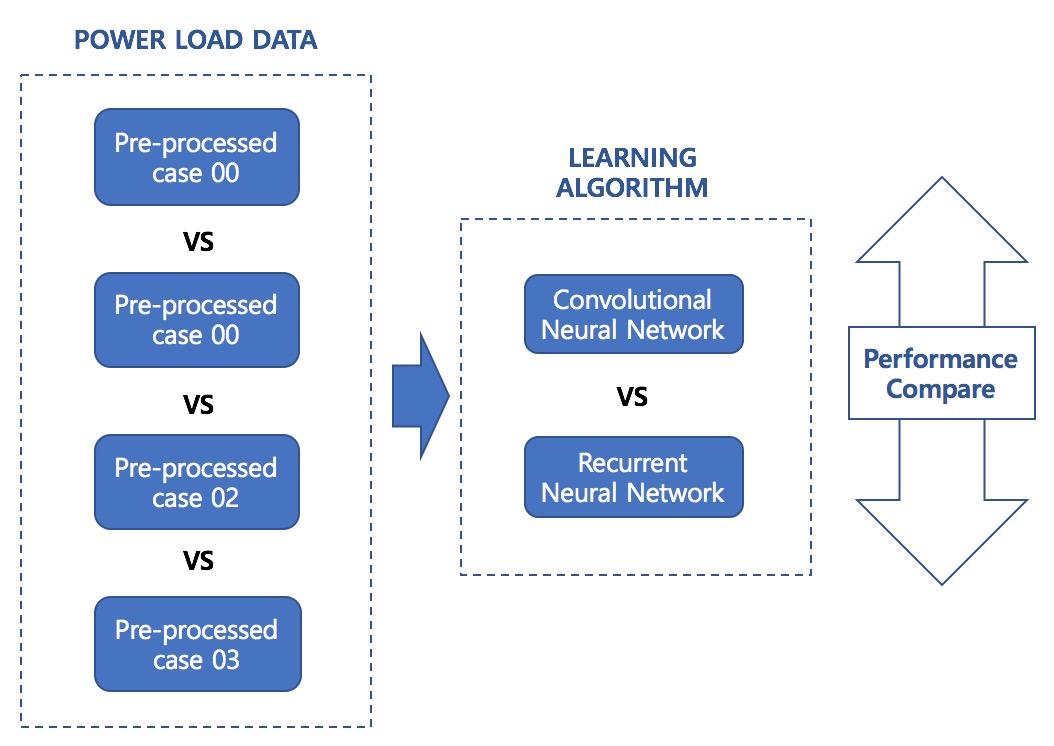 POWER LOAD DATA
Pre-processed
case 00
VS
Pre-processed
case 00
VS
Pre-processed
case 02
VS
Pre-processed
case 03
LEARNING
ALGORITHM
Convolutional
Neural Network
VS
Recurrent
Neural Network
Performance
Compare